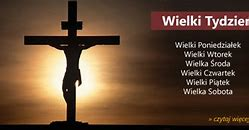 Wielki Tydzień
Wielki Poniedziałek
Wielki Wtorek
Wielka Środa
Wielki Czwartek
Wielki Piątek
Wielka Sobota
> czytaj więcej